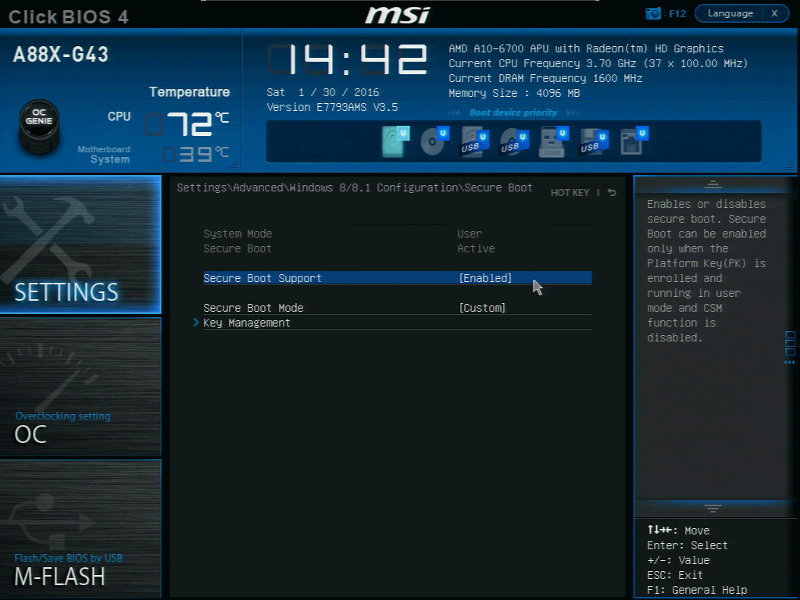 Click BIOS 4
msi
: F12
Language
X
A88X-G43
14:42
AMD A10-6700 APU with Radeon(tm) HD Graphics
Current CPU Frequency 3.70 GHz (37 x 100.00 MHz)
Current DRAM Frequency 1600 MHz
Memory Size : 4096 MB
Temperature
Sat 1 / 30 / 2016
Version E7793AMS V3.5
Boot device priority
OC
GENIE
CPU
72°C
Motherboard
System
39°C
U U U U U U U
USB USB USB USB
Settings\Advanced\Windows 8/8.1 Configuration\Secure Boot
HOT KEY |
System Mode User
Secure Boot Active
Secure Boot Support [Enabled]
Secure Boot Mode [Custom]
> Key Management
SETTINGS
Overclocking setting
OC
Flash/Save BIOS by USB
M-FLASH
Enables or disables
secure boot. Secure
Boot can be enabled
only when the
Platform Key(PK) is
enrolled and
running in user
mode and CSM
function is
disabled.
↑↓→←: Move
Enter: Select
+/-: Value
ESC: Exit
F1: General Help